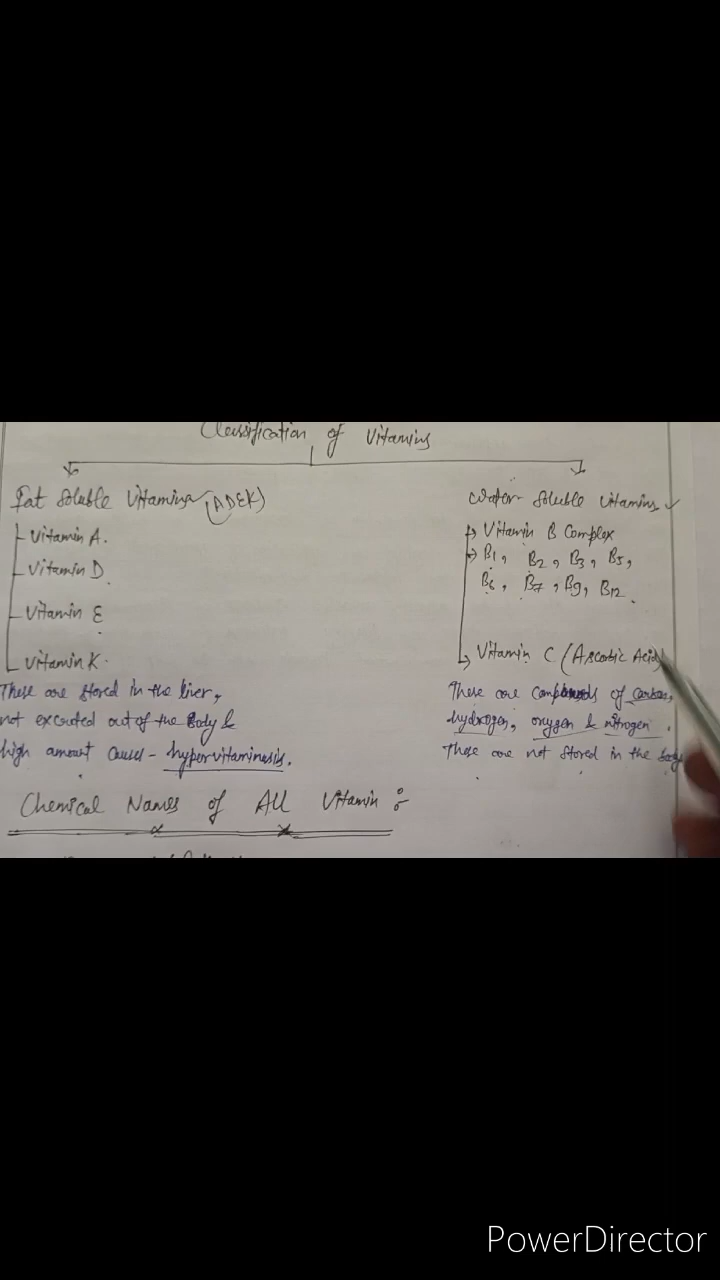 Classification of Vitamins
Fat Soluble Vitamins (ADEK)
Vitamin A.
Vitamin D
Vitamin E
Vitamin K.
These are stored in the liver,
not excreted out of the Body &
high amount causes - hypervitaminosis.
Water-Soluble Vitamins
Vitamin B Complex
B1, B2, B3, B5,
B6, B7, B9, B12
Vitamin C (Ascorbic Acid)
These are compounds of carbon,
hydrogen, oxygen & nitrogen.
These are not stored in the body
Chemical Names of All Vitamin :-
PowerDirector